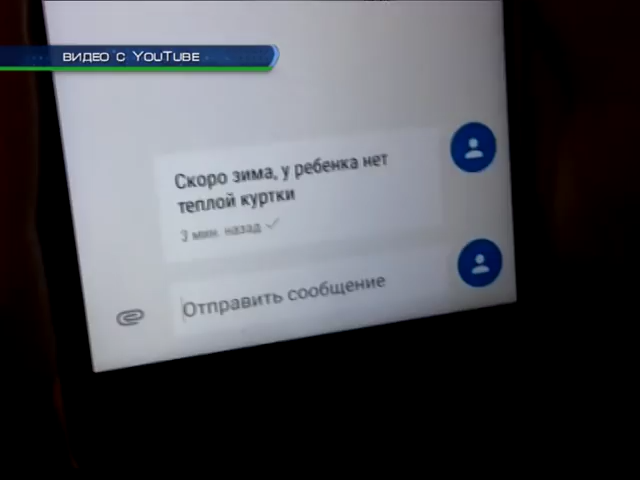 ВИДЕО С YOUTUBE
Скоро зима, у ребенка нет
теплой куртки
3 мин. назад
Отправить сообщение